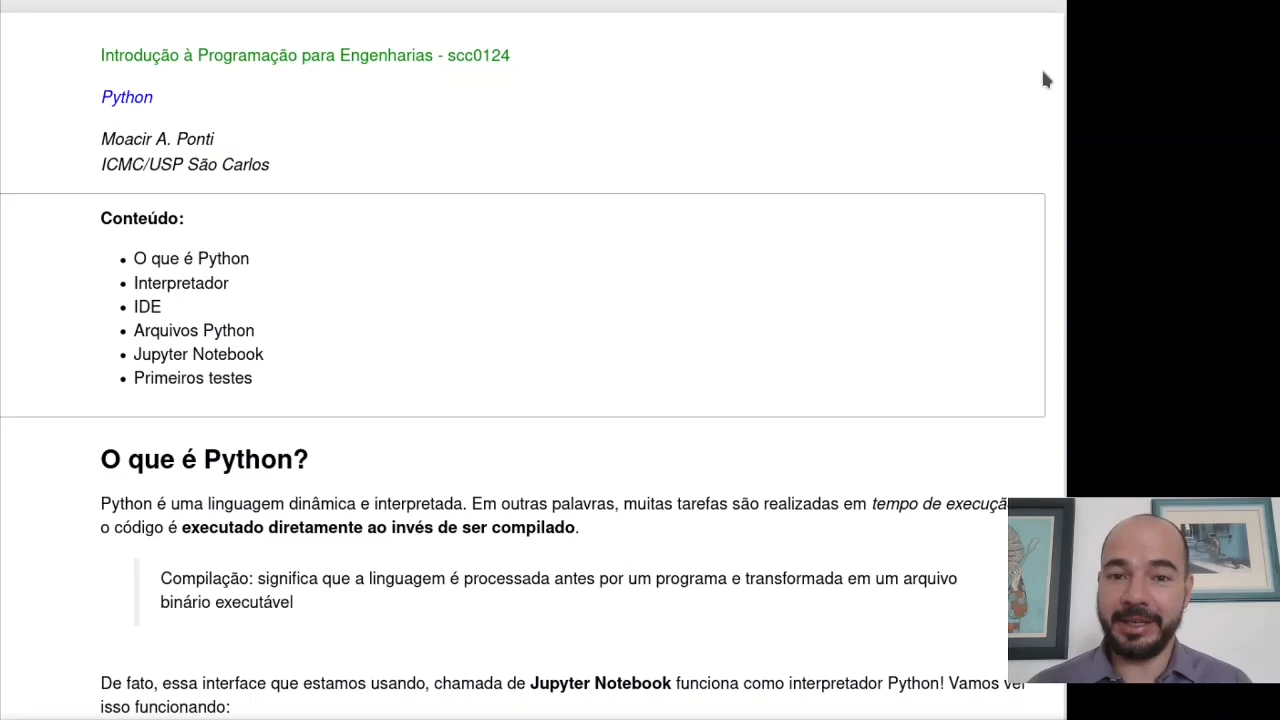 Introdução à Programação para Engenharias - scc0124
Python
Moacir A. Ponti
ICMC/USP São Carlos
Conteúdo:
• O que é Python
• Interpretador
• IDE
• Arquivos Python
• Jupyter Notebook
• Primeiros testes
O que é Python?
Python é uma linguagem dinâmica e interpretada. Em outras palavras, muitas tarefas são realizadas em tempo de
o código é executado diretamente ao invés de ser compilado.
Compilação: significa que a linguagem é processada antes por um programa e transformada em um arquivo
binário executável
De fato, essa interface que estamos usando, chamada de Jupyter Notebook funciona como interpretador Python! Vamos ver
isso funcionando: